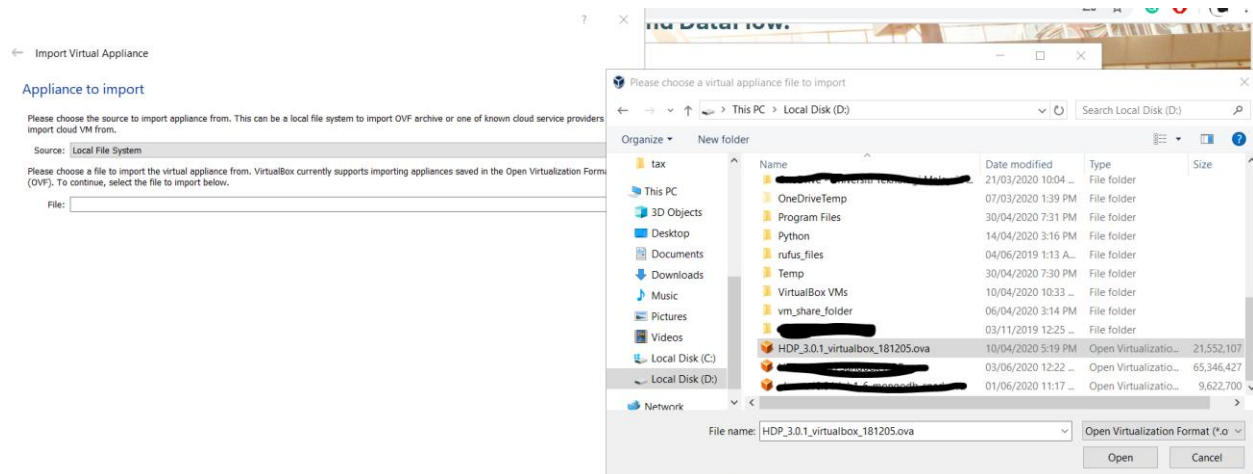 Import Virtual Appliance
Appliance to import
Please choose the source to import appliance from. This can be a local file system to import OVF archive or one of known cloud service providers
import cloud VM from.
Source: Local File System
Please choose a file to import the virtual appliance from. VirtualBox currently supports importing appliances saved in the Open Virtualization Forma
(OVF). To continue, select the file to import below.
File:
DataFlow.
Please choose a virtual appliance file to import
This PC > Local Disk (D:)
Search Local Disk (D:)
Organize
New folder
tax
This PC
3D Objects
Desktop
Documents
Downloads
Music
Pictures
Videos
Local Disk (C:)
Local Disk (D:)
Network
Name Date modified Type Size
21/03/2020 10:04 ... File folder
OneDriveTemp 07/03/2020 1:39 PM File folder
Program Files 30/04/2020 7:31 PM File folder
Python 14/04/2020 3:16 PM File folder
rufus_files 04/06/2019 1:13 A... File folder
Temp 30/04/2020 7:30 PM File folder
VirtualBox VMs 10/04/2020 10:33 ... File folder
vm_share_folder 06/04/2020 3:14 PM File folder
03/11/2019 12:25 ... File folder
HDP_3.0.1_virtualbox_181205.ova 10/04/2020 5:19 PM Open Virtualizatio... 21,552,107
03/06/2020 12:22 ... Open Virtualizatio... 65,346,427
01/06/2020 11:17 ... Open Virtualizatio... 9,622,700
File name: HDP_3.0.1_virtualbox_181205.ova
Open Virtualization Format (*.o
Open
Cancel